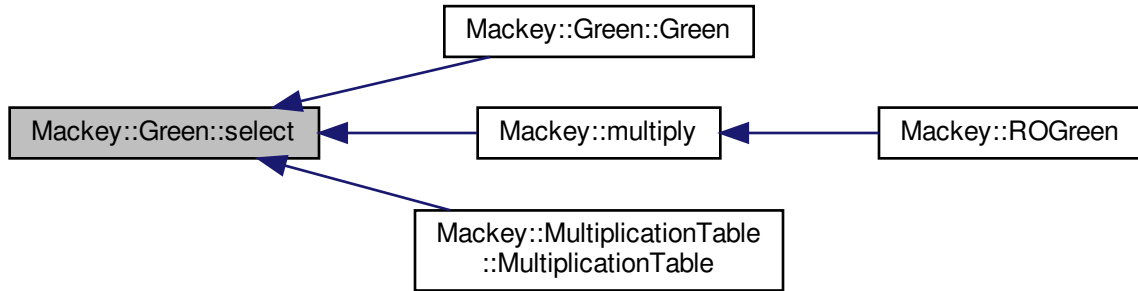 Mackey::Green::Green
Mackey::Green::select
Mackey::multiply
Mackey::ROGreen
Mackey::MultiplicationTable
::MultiplicationTable